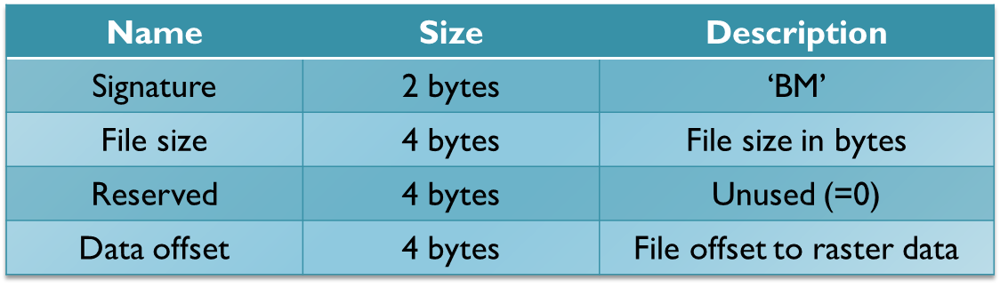 Name Size Description
Signature 2 bytes ‘BM’
File size 4 bytes File size in bytes
Reserved 4 bytes Unused (=0)
Data offset 4 bytes File offset to raster data